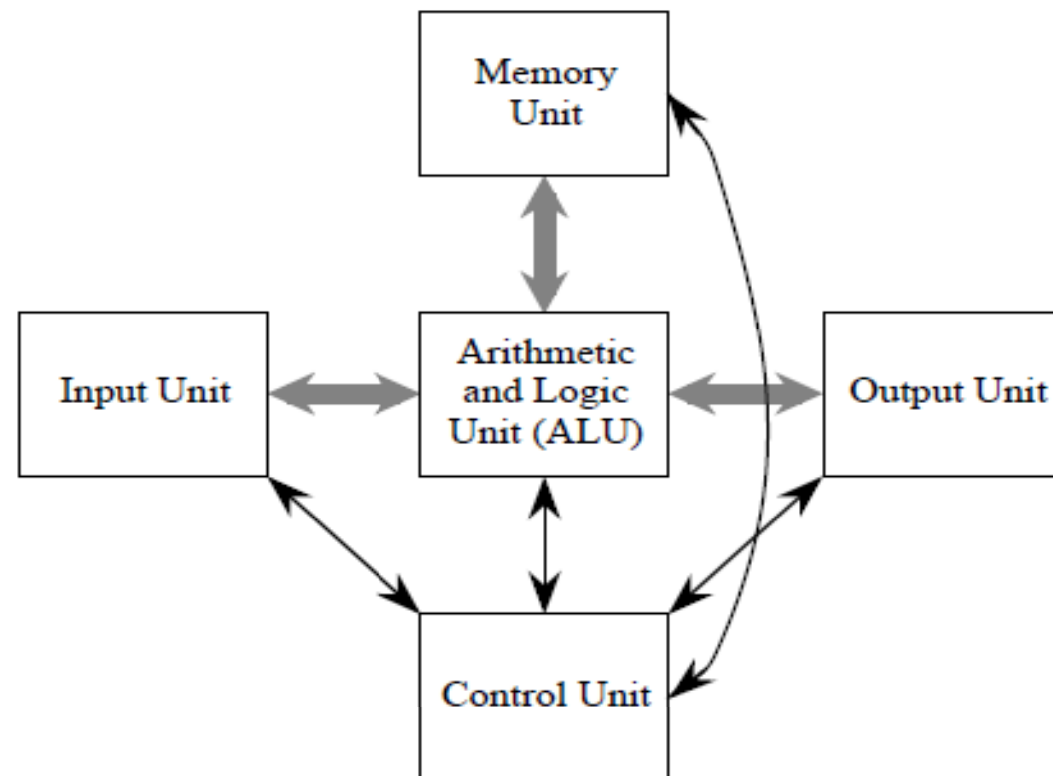 Memory
Unit
Input Unit
Arithmetic
and Logic
Unit (ALU)
Output Unit
Control Unit